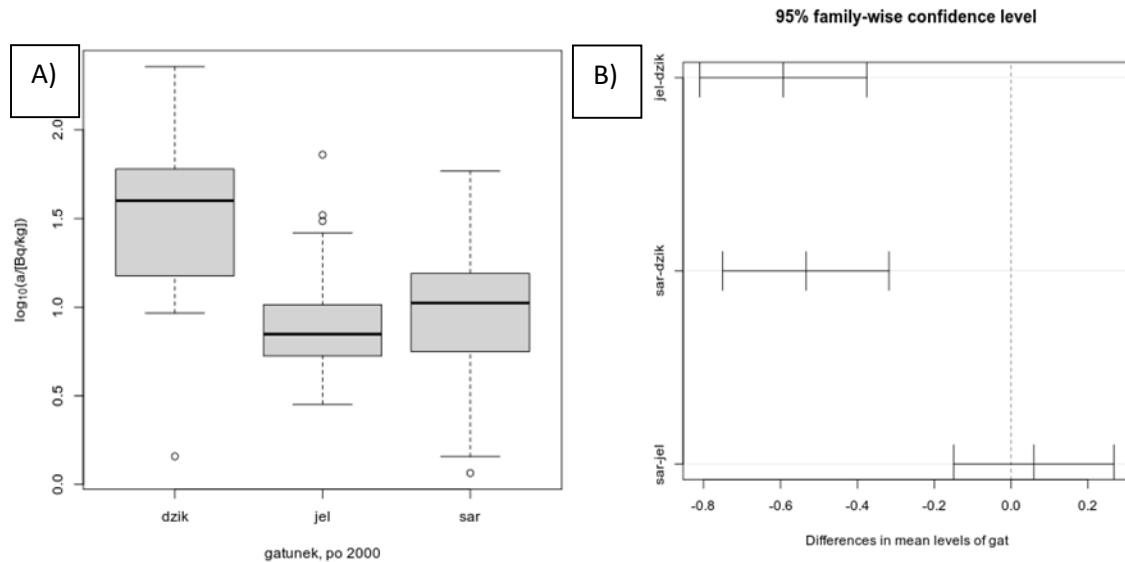 A)
2.0
1.5
1.0
0.5
0.0
log₁₀(a/[Bq/kg])
dzik jel sar
gatunek, po 2000
B)
95% family-wise confidence level
jel-dzik
sar-dzik
sar-jel
-0.8 -0.6 -0.4 -0.2 0.0 0.2
Differences in mean levels of gat